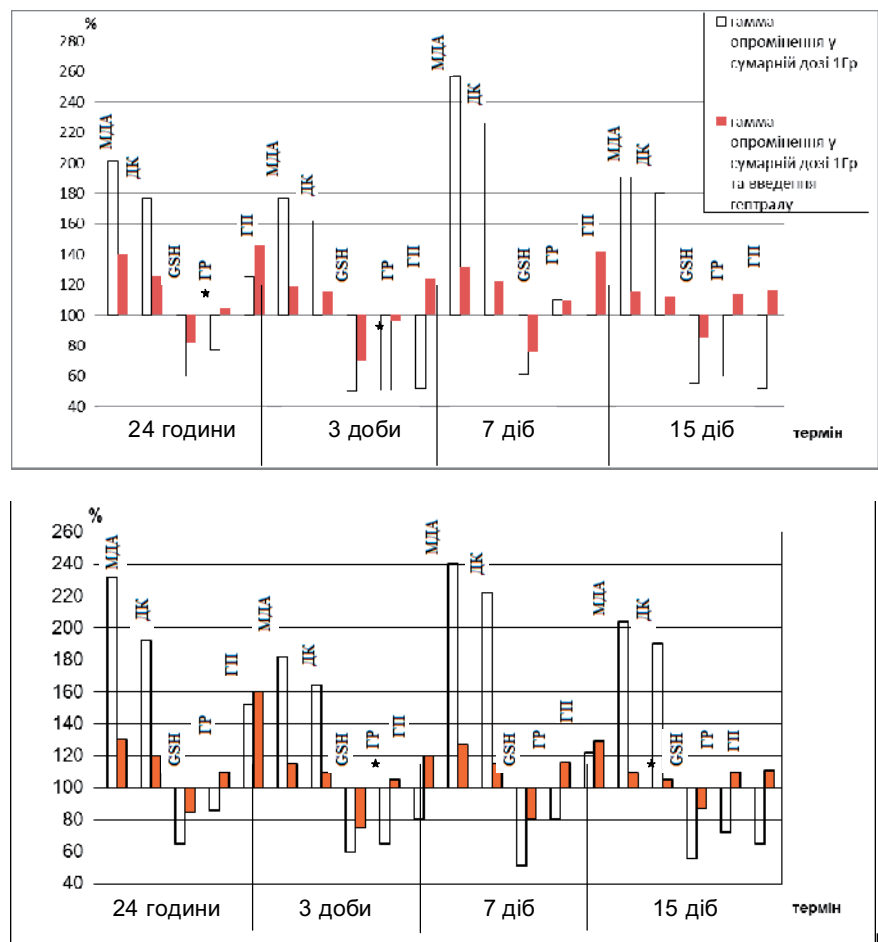 %
280
260
240
220
200
180
160
140
120
100
80
60
40
МДА
ДК
GSH
ГР
ГП
МДА
ДК
GSH
ГР
ГП
МДА
ДК
GSH
ГР
ГП
МДА
ДК
GSH
ГР
ГП
гамма
опромінення у
сумарній дозі 1Гр
гамма
опромінення у
сумарній дозі 1Гр
та введення
гептралу
24 години
3 доби
7 діб
15 діб
термін
%
260
240
220
200
180
160
140
120
100
80
60
40
МДА
ДК
GSH
ГР
ГП
МДА
ДК
GSH
ГР
ГП
МДА
ДК
GSH
ГР
ГП
МДА
ДК
GSH
ГР
ГП
24 години
3 доби
7 діб
15 діб
термін